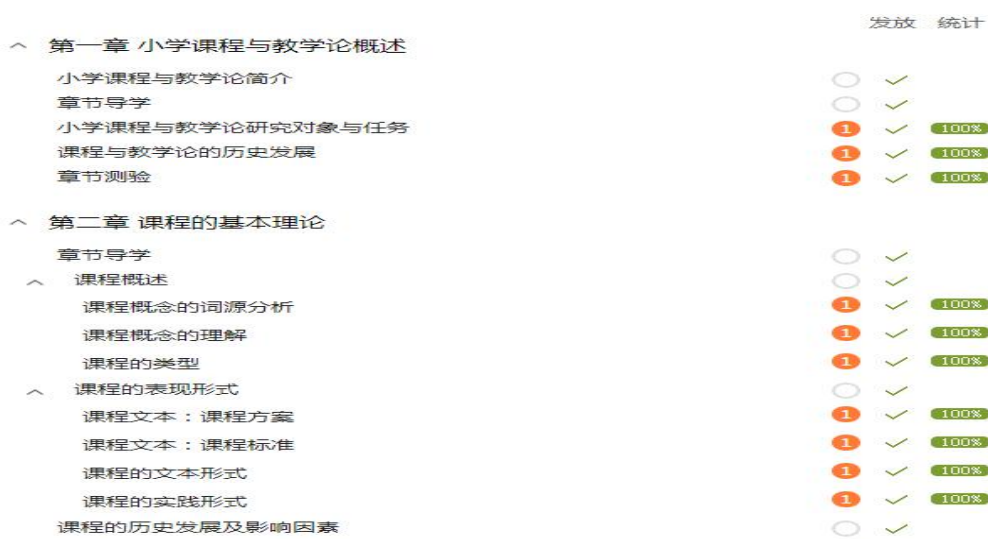 发放 统计
第一章 小学课程与教学论概述
小学课程与教学论简介
章节导学
小学课程与教学论研究对象与任务 1 100%
课程与教学论的历史发展 1 100%
章节测验 1 100%
第二章 课程的基本理论
章节导学
课程概述
课程概念的词源分析 1 100%
课程概念的理解 1 100%
课程的类型 1 100%
课程的表现形式
课程文本：课程方案 1 100%
课程文本：课程标准 1 100%
课程的文本形式 1 100%
课程的实践形式 1 100%
课程的历史发展及影响因素